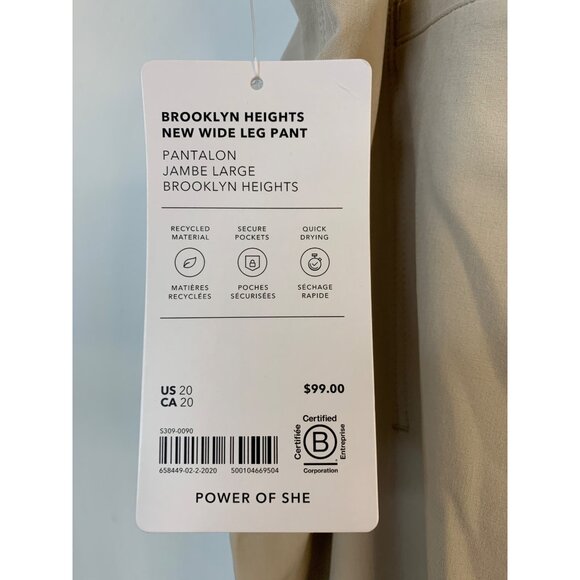 BROOKLYN HEIGHTS
NEW WIDE LEG PANT
PANTALON
JAMBE LARGE
BROOKLYN HEIGHTS
RECYCLED
MATERIAL
SECURE
POCKETS
QUICK
DRYING
MATIÈRES
RECYCLÉES
POCHES
SÉCURISÉES
SÉCHAGE
RAPIDE
US 20
CA 20
$99.00
S309-0090
658449-02-2-2020 500104669504
Certified
Certifiée
B
Entreprise
Corporation
POWER OF SHE